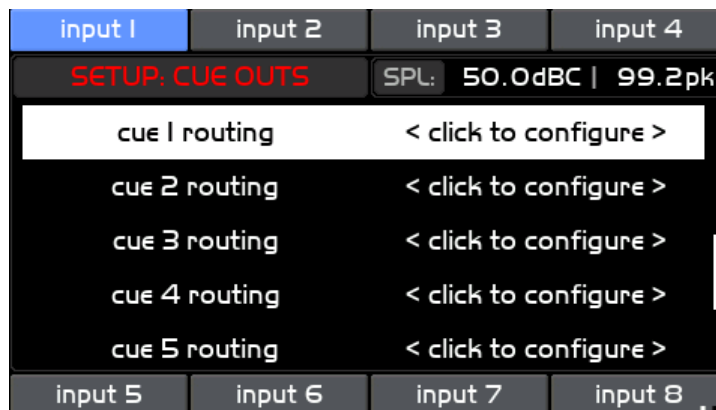 input 1 input 2 input 3 input 4
SETUP: CUE OUTS SPL: 50.0dBC | 99.2pk
cue 1 routing < click to configure >
cue 2 routing < click to configure >
cue 3 routing < click to configure >
cue 4 routing < click to configure >
cue 5 routing < click to configure >
input 5 input 6 input 7 input 8